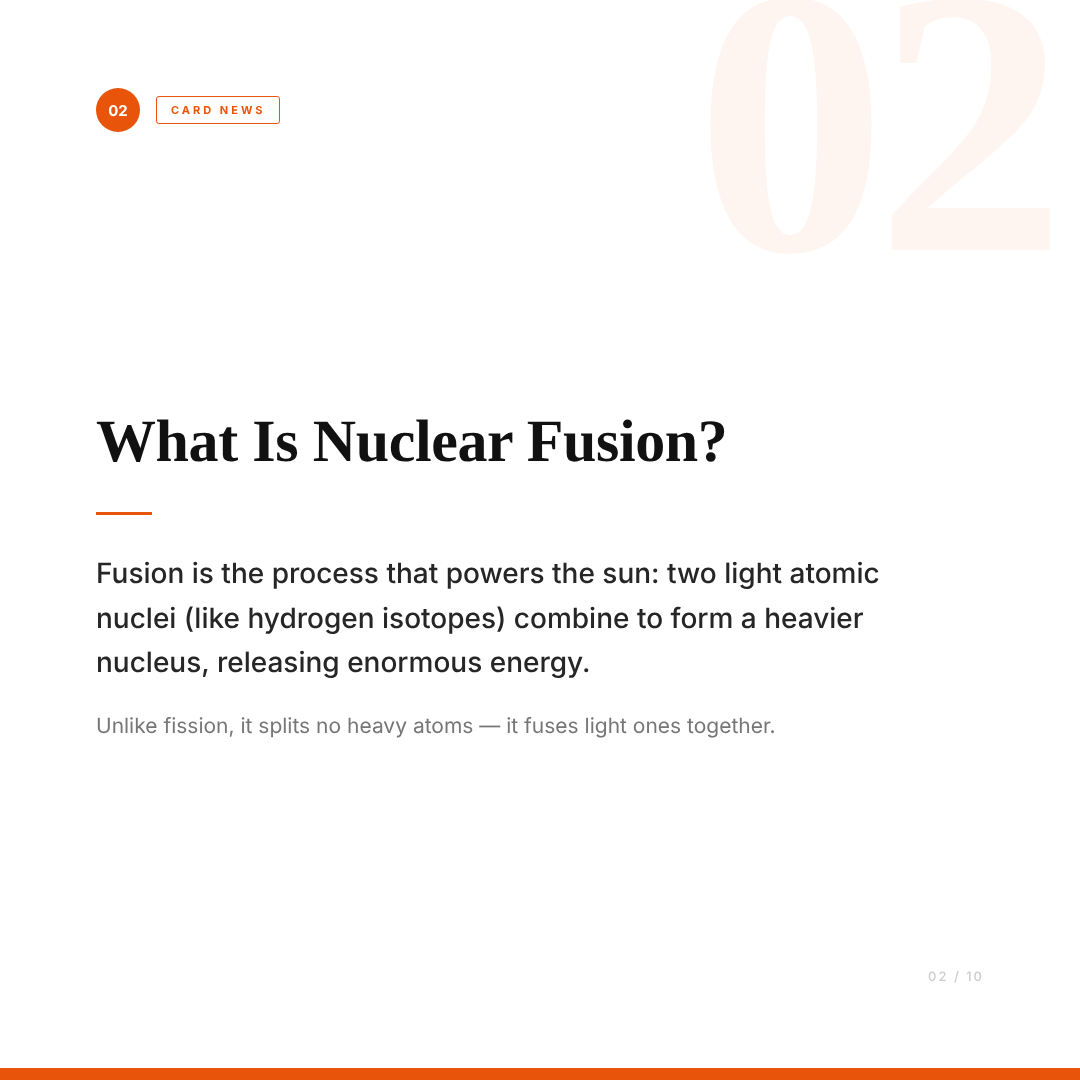 02
02
CARD NEWS
What Is Nuclear Fusion?
Fusion is the process that powers the sun: two light atomic
nuclei (like hydrogen isotopes) combine to form a heavier
nucleus, releasing enormous energy.
Unlike fission, it splits no heavy atoms — it fuses light ones together.
02 / 10